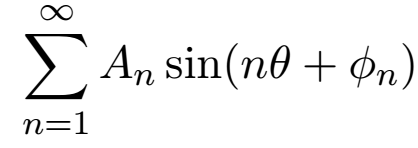 \sum_{n=1}^{\infty} A_n \sin(n\theta + \phi_n)